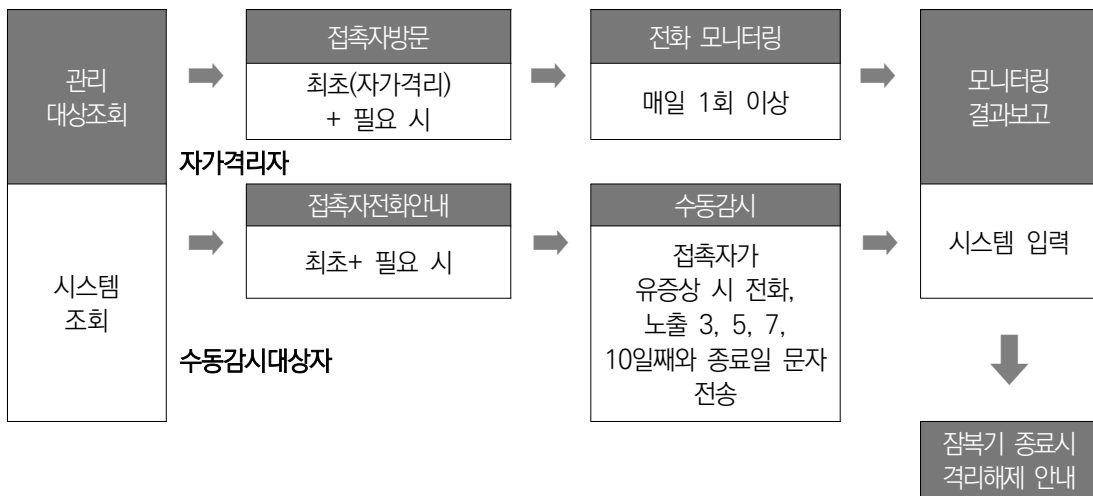 관리
대상조회
시스템
조회
접촉자방문
최초(자가격리)
+ 필요 시
전화 모니터링
매일 1회 이상
자가격리자
접촉자전화안내
최초+ 필요 시
수동감시
접촉자가
유증상 시 전화,
노출 3, 5, 7,
10일째와 종료일 문자
전송
수동감시대상자
모니터링
결과보고
시스템 입력
잠복기 종료시
격리해제 안내